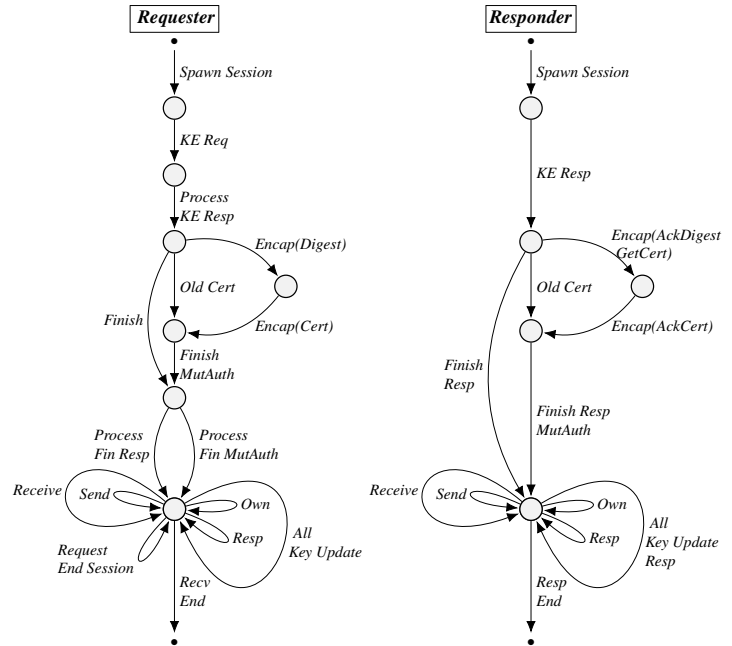 Requester
Spawn Session
KE Req
Process
KE Resp
Encap(Digest)
Old Cert
Encap(Cert)
Finish
Finish
MutAuth
Process
Fin Resp
Process
Fin MutAuth
Receive
Send
Own
Resp
All
Key Update
Request
End Session
Recv
End
Responder
Spawn Session
KE Resp
Encap(AckDigest
GetCert)
Old Cert
Encap(AckCert)
Finish
Resp
Finish Resp
MutAuth
Receive
Send
Own
Resp
All
Key Update
Resp
Resp
End